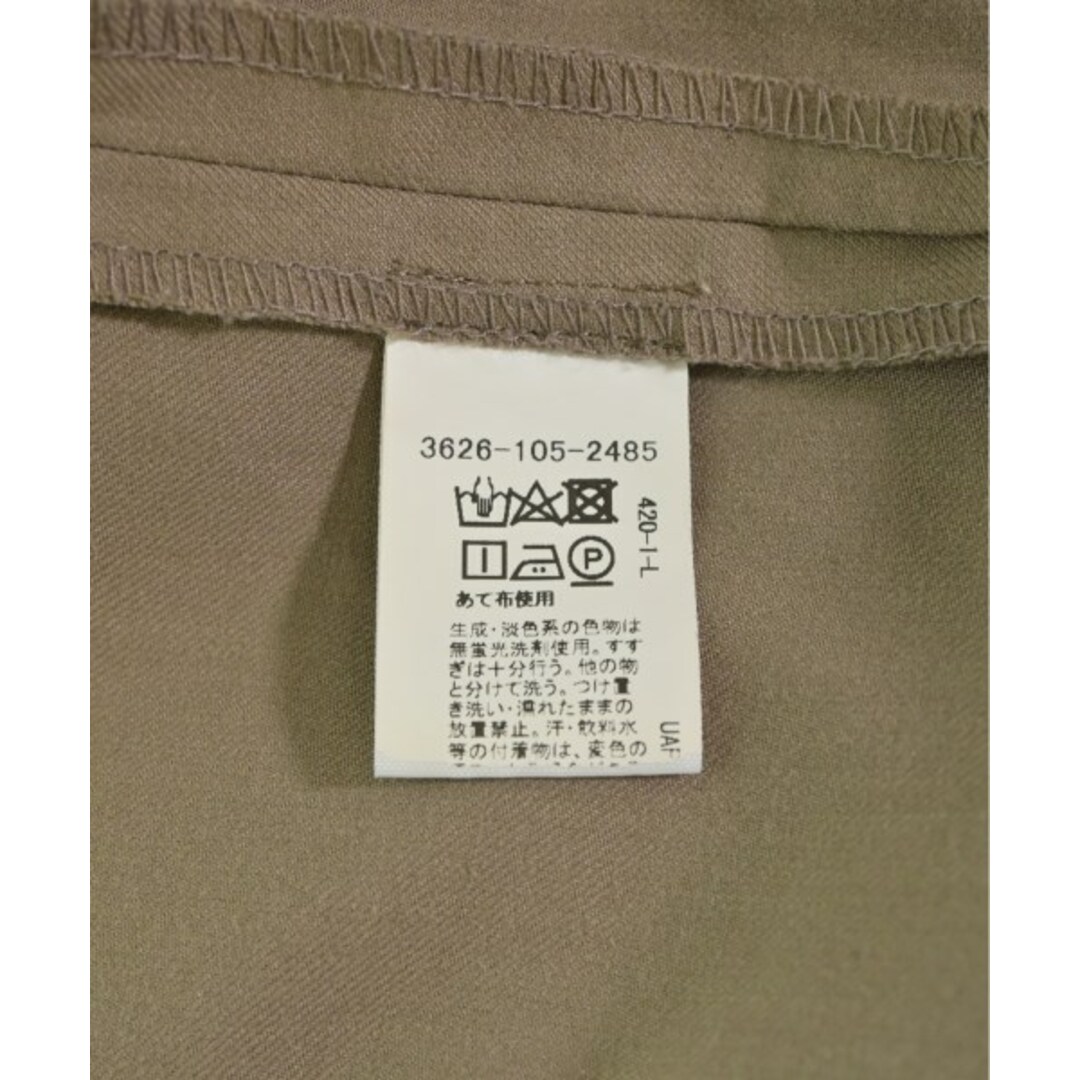 3626-105-2485
420-I-L
P
あて布使用
生成・淡色系の色物は
無蛍光洗剤使用。すす
ぎは十分行う。他の物
と分けて洗う。つけ置
き洗い・濡れたままの
放置禁止。汗・飲料水
等の付着物は、変色の
UAF